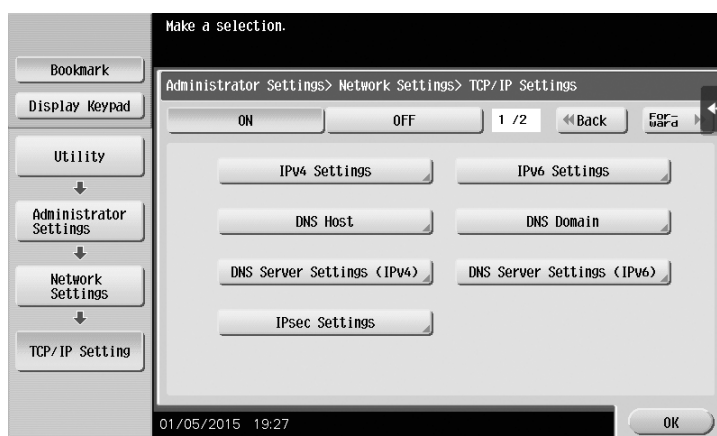 Make a selection.
Bookmark
Display Keypad
Utility
Administrator
Settings
Network
Settings
TCP/IP Setting
Administrator Settings> Network Settings> TCP/IP Settings
ON
OFF
1 /2
Back
For-
ward
IPv4 Settings
IPv6 Settings
DNS Host
DNS Domain
DNS Server Settings (IPv4)
DNS Server Settings (IPv6)
IPsec Settings
01/05/2015 19:27
OK